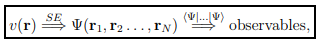 v(r) ⟹^{SE} Ψ(r₁, r₂ …, r_N) ⟹^{⟨Ψ|…|Ψ⟩} observables,